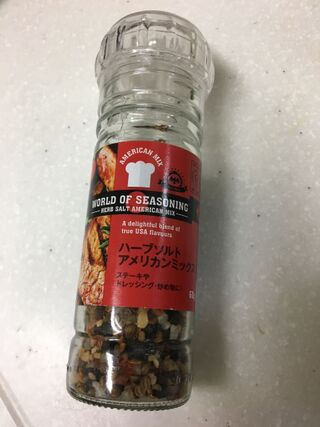 AMERICAN MIX
WORLD OF SEASONING
HERB SALT AMERICAN MIX
A delightful blend of
true USA flavours
ハーブソルト
アメリカンミックス
ステーキや
ドレッシング・炒め物に